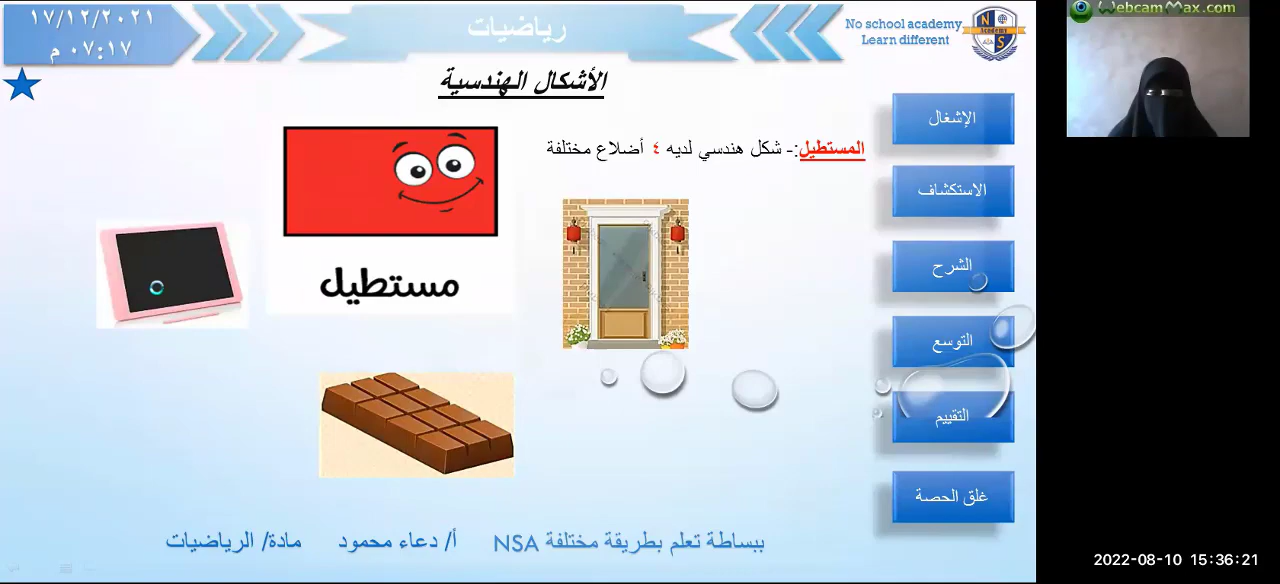 ١٧/١٢/٢٠٢١
٠٧:١٧ م
رياضيات
No school academy
Learn different
N
S
Academy
WebcamMax.com
الأشكال الهندسية
المستطيل:- شكل هندسي لديه ٤ أضلاع مختلفة
مستطيل
الإشغال
الاستكشاف
الشرح
التوسع
التقييم
غلق الحصة
ببساطة تعلم بطريقة مختلفة NSA أ/ دعاء محمود مادة/ الرياضيات
2022-08-10 15:36:21